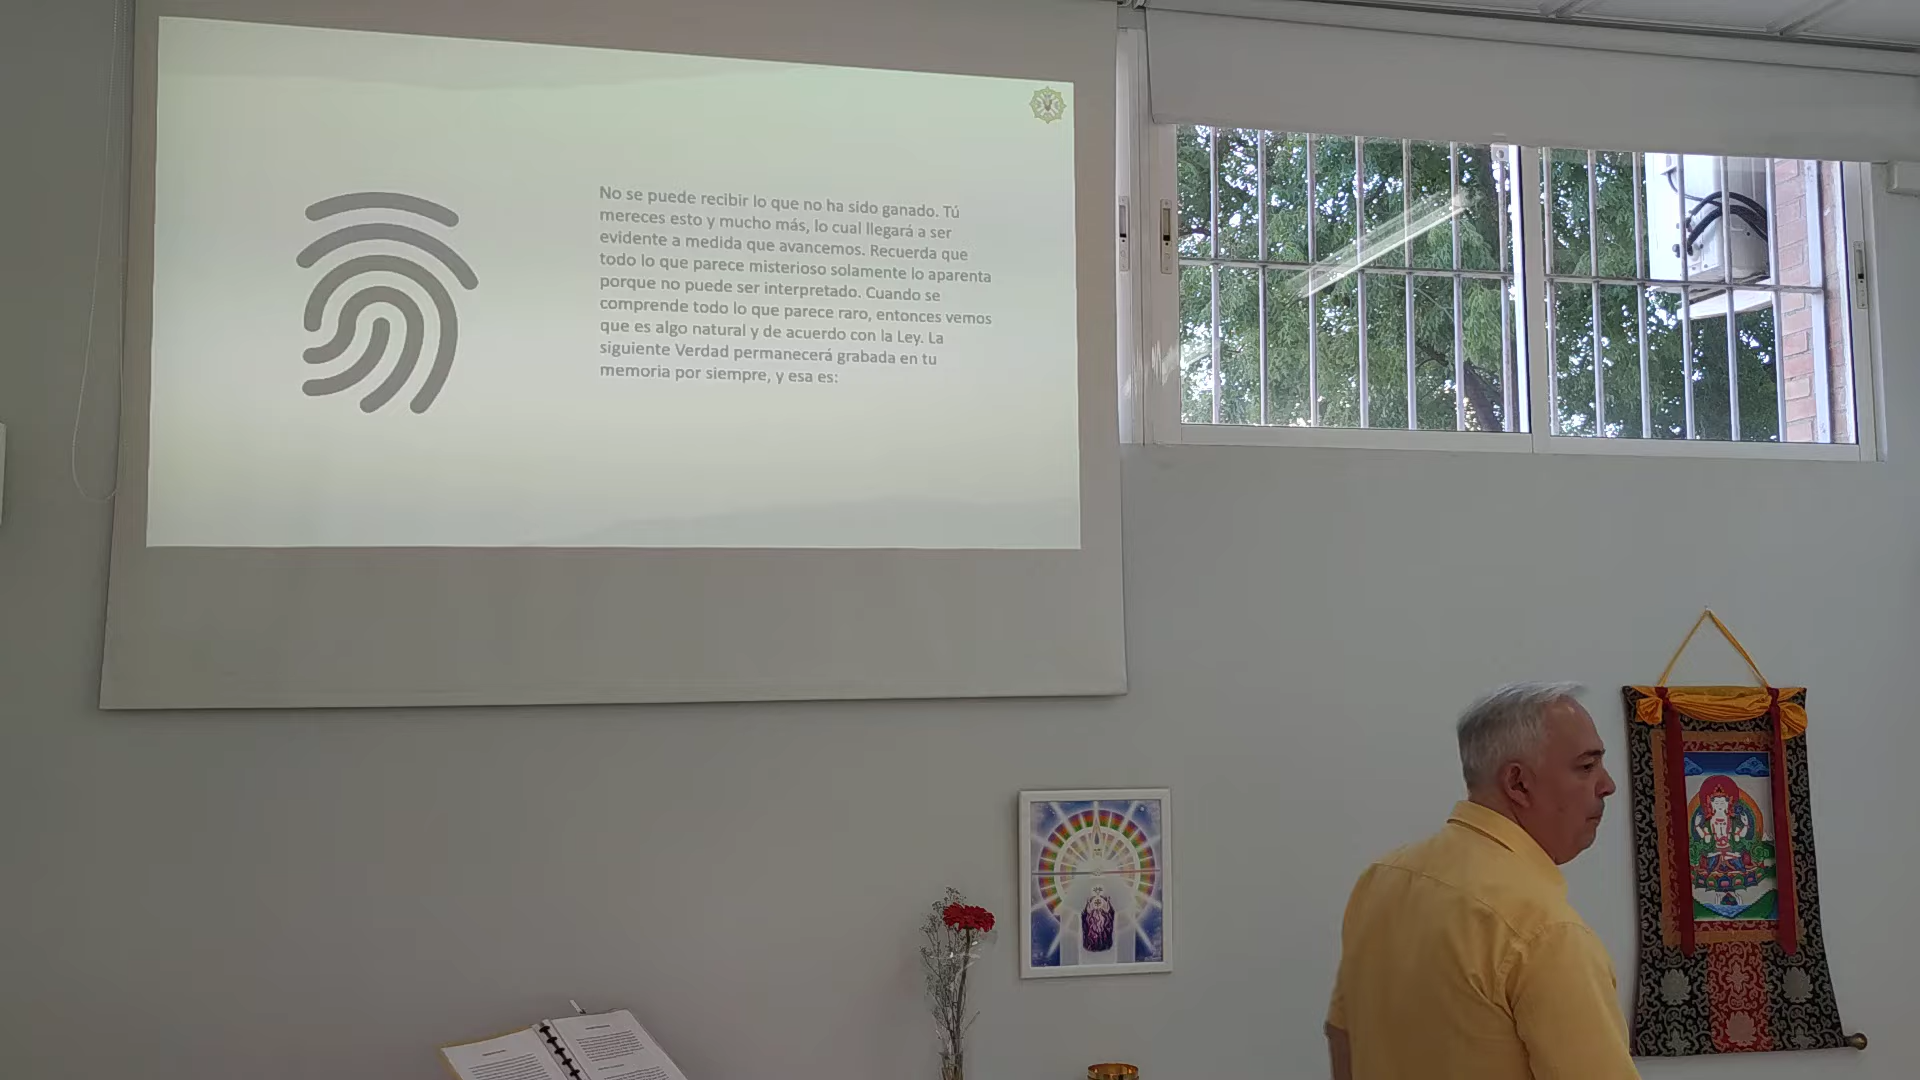 No se puede recibir lo que no ha sido ganado. Tú
mereces esto y mucho más, lo cual llegará a ser
evidente a medida que avancemos. Recuerda que
todo lo que parece misterioso solamente lo aparenta
porque no puede ser interpretado. Cuando se
comprende todo lo que parece raro, entonces vemos
que es algo natural y de acuerdo con la Ley. La
siguiente Verdad permanecerá grabada en tu
memoria por siempre, y esa es: